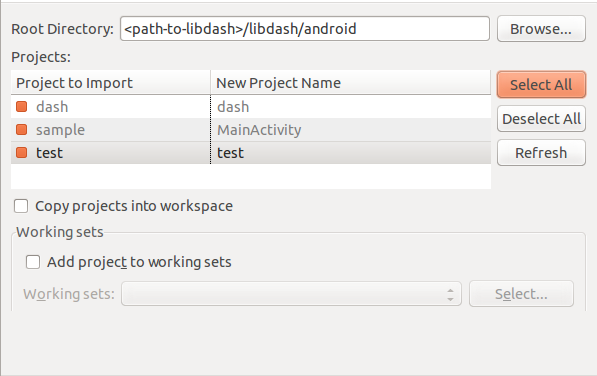 Root Directory: <path-to-libdash>/libdash/android Browse...
Projects:
Project to Import New Project Name Select All
dash dash
sample MainActivity Deselect All
test test Refresh
Copy projects into workspace
Working sets
Add project to working sets
Working sets: Select...